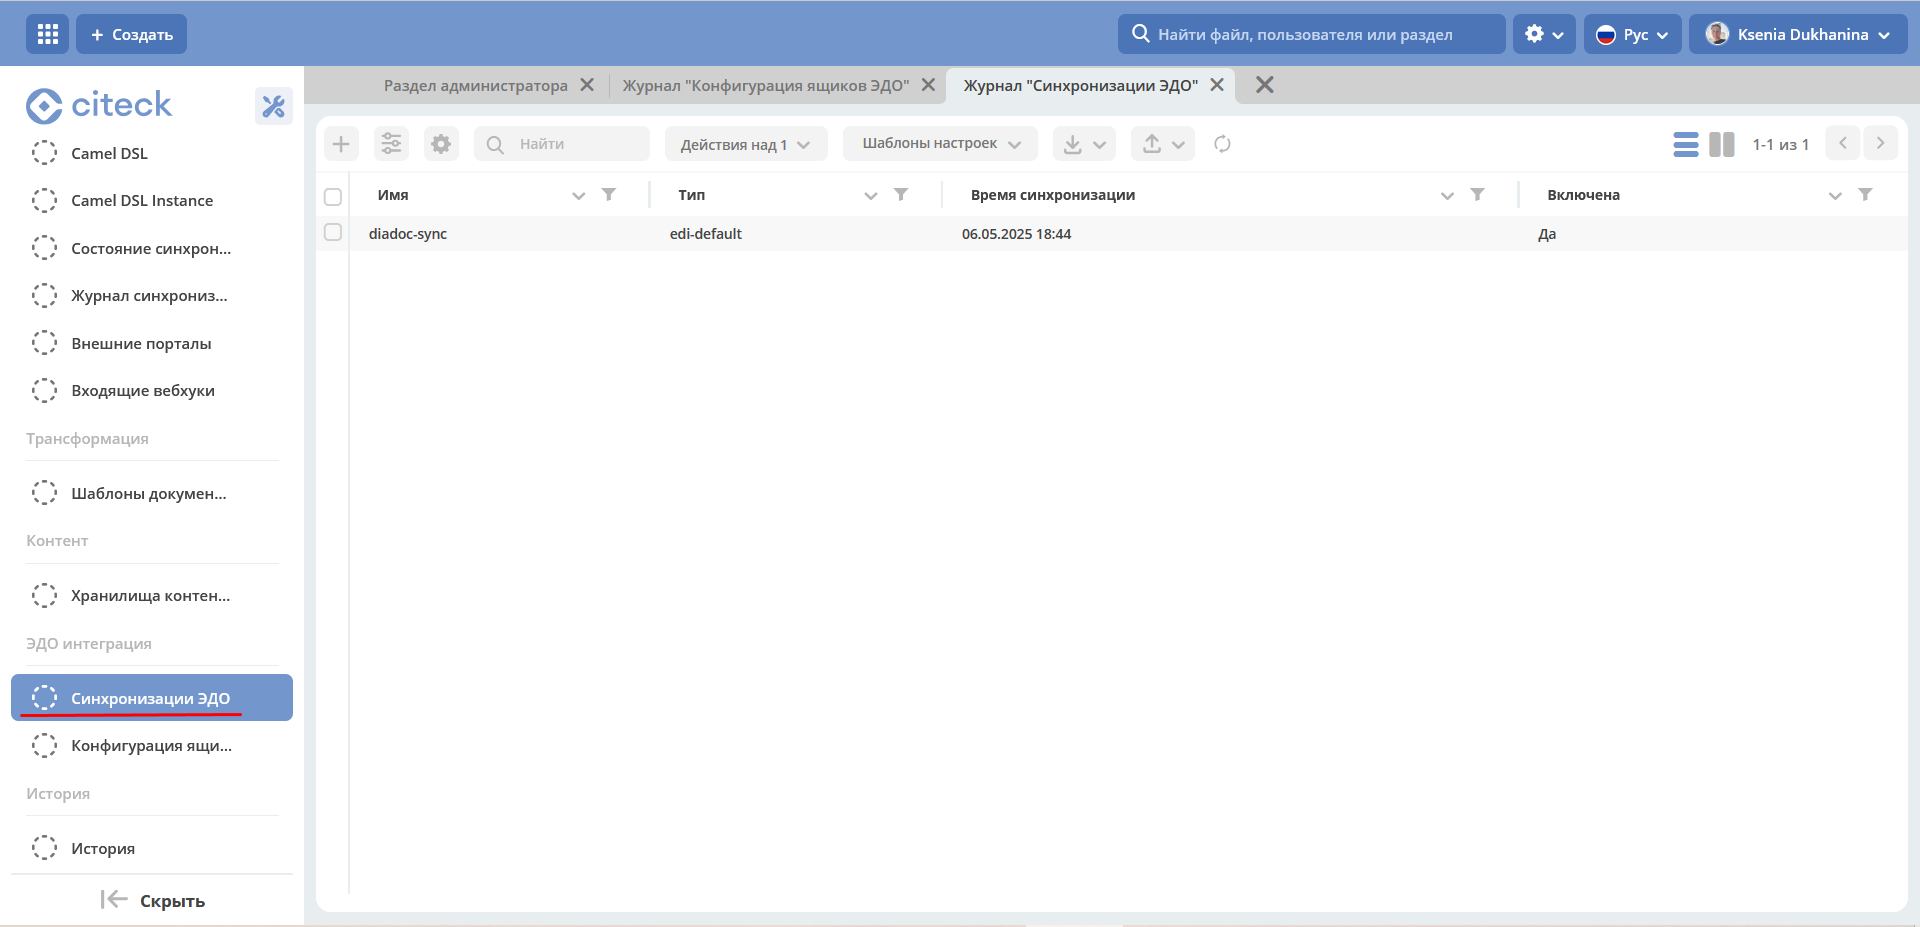 Создать
Найти файл, пользователя или раздел
Рус
Ksenia Dukhanina
citeck
Camel DSL
Camel DSL Instance
Состояние синхрон...
Журнал синхрониз...
Внешние порталы
Входящие вебхуки
Трансформация
Шаблоны докумен...
Контент
Хранилища контен...
ЭДО интеграция
Синхронизации ЭДО
Конфигурация ящи...
История
История
Скрыть
Раздел администратора
Журнал "Конфигурация ящиков ЭДО"
Журнал "Синхронизации ЭДО"
Найти
Действия над 1
Шаблоны настроек
1-1 из 1
Имя Тип Время синхронизации Включена
diadoc-sync edi-default 06.05.2025 18:44 Да